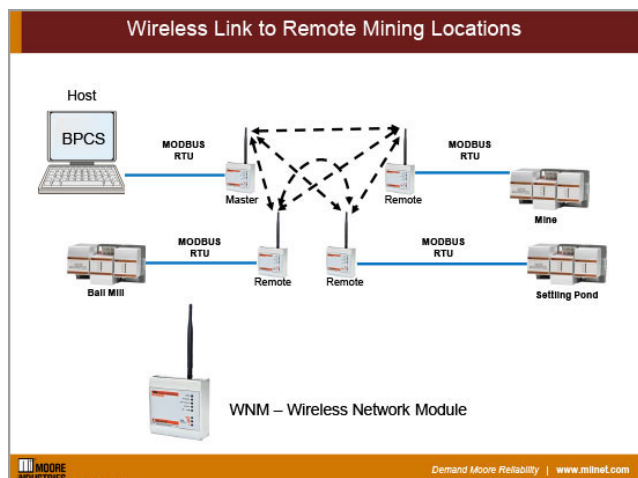 Wireless Link to Remote Mining Locations
Host
BPCS
MODBUS
RTU
MODBUS
RTU
Master
Remote
Mine
MODBUS
RTU
MODBUS
RTU
Ball Mill
Remote
Remote
Settling Pond
WNM – Wireless Network Module
MOORE
INDUSTRIES
Demand Moore Reliability | www.miinet.com